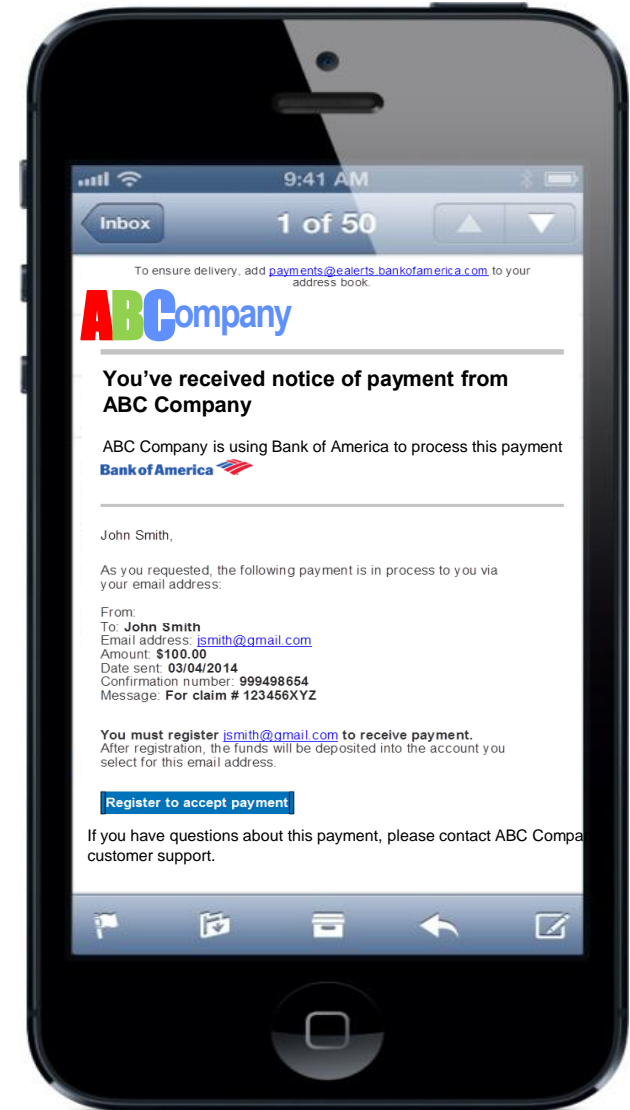 9:41 AM
Inbox
1 of 50
To ensure delivery, add payments@ealerts.bankofamerica.com to your
address book.
ABCompany
You've received notice of payment from
ABC Company
ABC Company is using Bank of America to process this payment
Bank of America
John Smith,
As you requested, the following payment is in process to you via
your email address:
From:
To: John Smith
Email address: jsmith@gmail.com
Amount: $100.00
Date sent: 03/04/2014
Confirmation number: 999498654
Message: For claim # 123456XYZ
You must register jsmith@gmail.com to receive payment.
After registration, the funds will be deposited into the account you
select for this email address.
Register to accept payment
If you have questions about this payment, please contact ABC Compar
customer support.